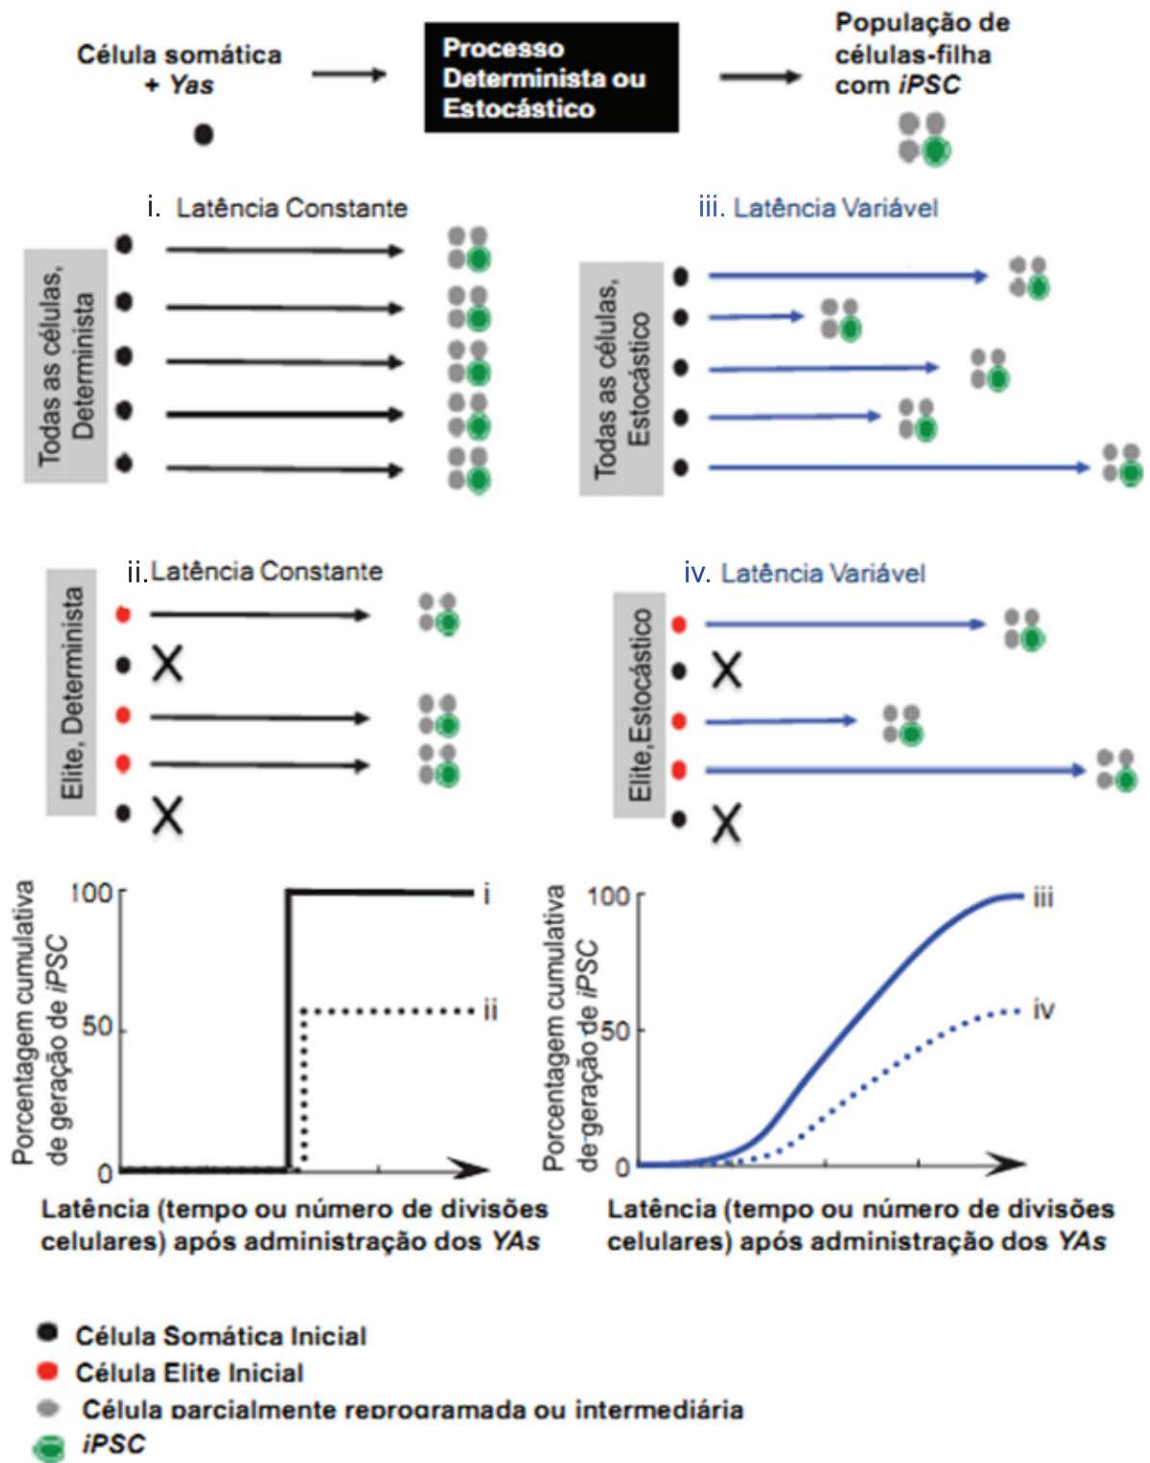 Célula somática
+ Yas
Processo
Determinista ou
Estocástico
População de
células-filha
com iPSC
i. Latência Constante
Todas as células,
Determinista
iii. Latência Variável
Todas as células,
Estocástico
ii. Latência Constante
Elite, Determinista
X
X
iv. Latência Variável
Elite,Estocástico
X
X
Porcentagem cumulativa
de geração de iPSC
100
50
0
i
ii
Latência (tempo ou número de divisões
celulares) após administração dos YAs
Porcentagem cumulativa
de geração de iPSC
100
50
0
iii
iv
Latência (tempo ou número de divisões
celulares) após administração dos YAs
Célula Somática Inicial
Célula Elite Inicial
Célula parcialmente reprogramada ou intermediária
iPSC